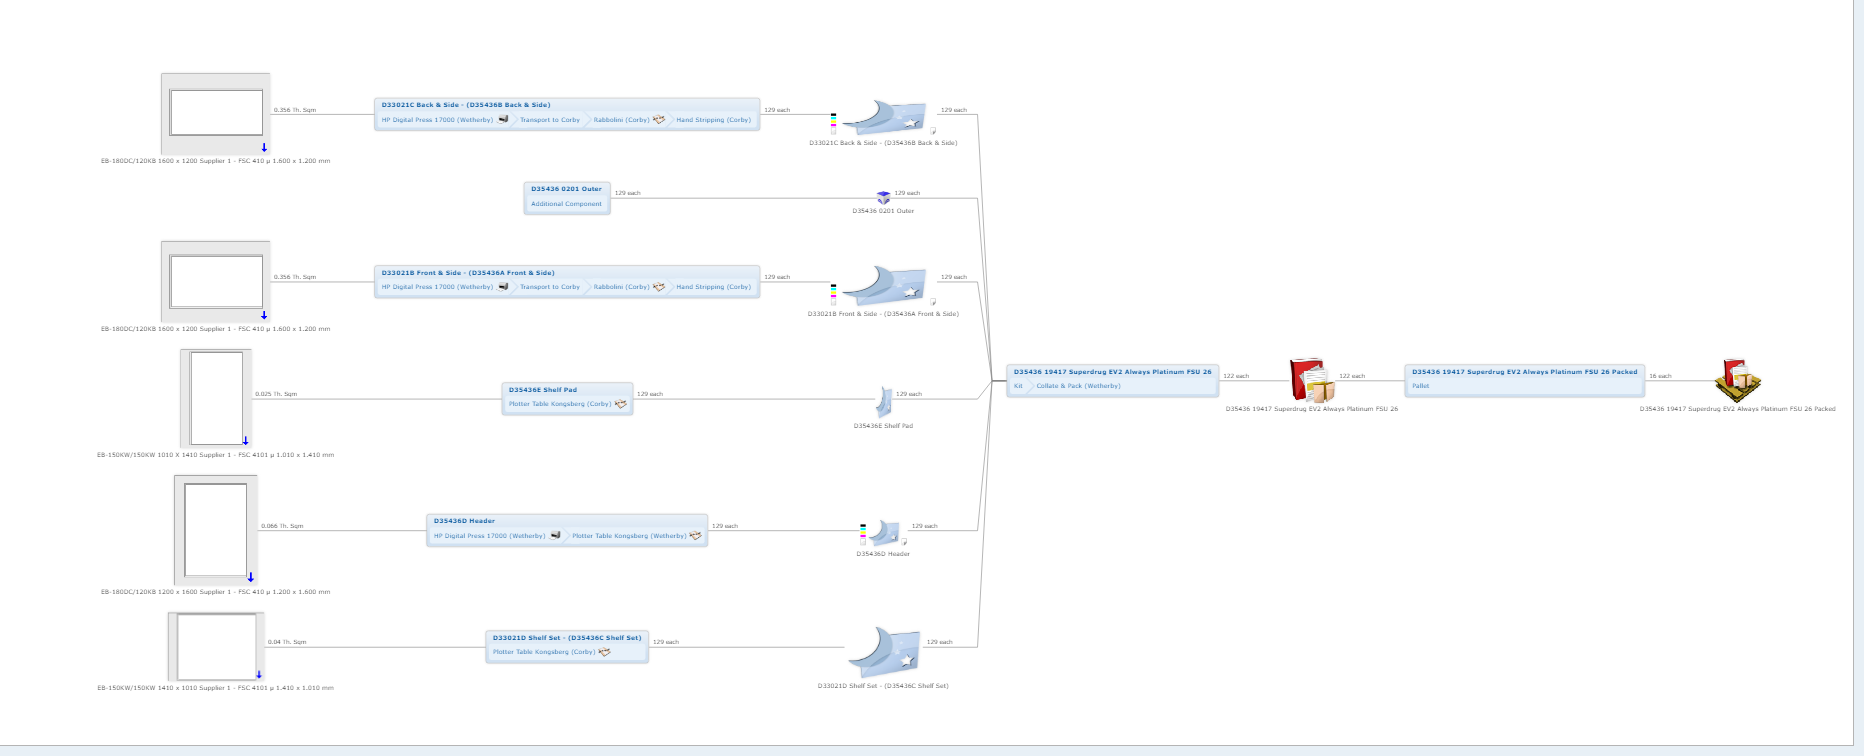 0.356 Th. Sqm
D33021C Back & Side - (D35436B Back & Side)
HP Digital Press 17000 (Wetherby) Transport to Corby Rabbolini (Corby) Hand Stripping (Corby)
129 each
129 each
D33021C Back & Side - (D35436B Back & Side)
EB-180DC/120KB 1600 x 1200 Supplier 1 - FSC 410 µ 1.600 x 1.200 mm
D35436 0201 Outer
Additional Component
129 each
129 each
D35436 0201 Outer
0.356 Th. Sqm
D33021B Front & Side - (D35436A Front & Side)
HP Digital Press 17000 (Wetherby) Transport to Corby Rabbolini (Corby) Hand Stripping (Corby)
129 each
129 each
D33021B Front & Side - (D35436A Front & Side)
EB-180DC/120KB 1600 x 1200 Supplier 1 - FSC 410 µ 1.600 x 1.200 mm
0.025 Th. Sqm
D35436E Shelf Pad
Plotter Table Kongsberg (Corby)
129 each
129 each
D35436E Shelf Pad
EB-150KW/150KW 1010 X 1410 Supplier 1 - FSC 4101 µ 1.010 x 1.410 mm
D35436 19417 Superdrug EV2 Always Platinum FSU 26
Kit Collate & Pack (Wetherby)
122 each
122 each
D35436 19417 Superdrug EV2 Always Platinum FSU 26
D35436 19417 Superdrug EV2 Always Platinum FSU 26 Packed
Pallet
16 each
D35436 19417 Superdrug EV2 Always Platinum FSU 26 Packed
0.066 Th. Sqm
D35436D Header
HP Digital Press 17000 (Wetherby) Plotter Table Kongsberg (Wetherby)
129 each
129 each
D35436D Header
EB-180DC/120KB 1200 x 1600 Supplier 1 - FSC 410 µ 1.200 x 1.600 mm
0.04 Th. Sqm
D33021D Shelf Set - (D35436C Shelf Set)
Plotter Table Kongsberg (Corby)
129 each
129 each
D33021D Shelf Set - (D35436C Shelf Set)
EB-150KW/150KW 1410 x 1010 Supplier 1 - FSC 4101 µ 1.410 x 1.010 mm